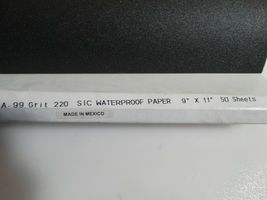 A-99 Grit 220 SIC WATERPROOF PAPER 9" X 11" 50 Sheets
MADE IN MEXICO